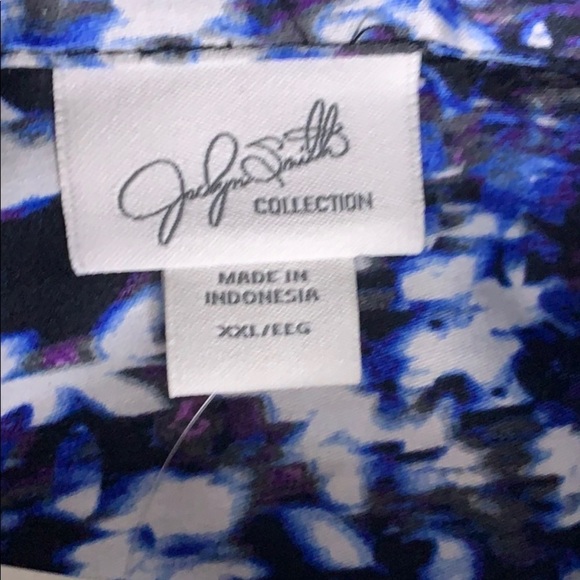 Jaclyn Smith
COLLECTION
MADE IN
INDONESIA
XXL/EEG